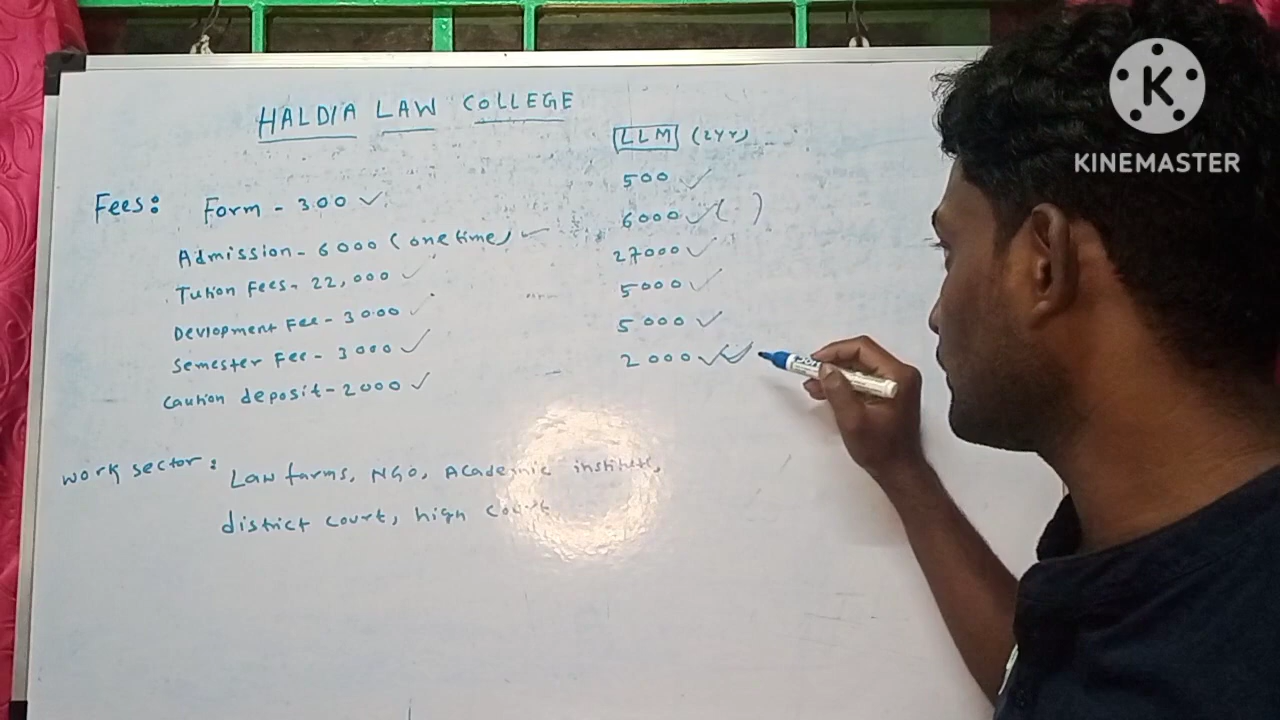 HALDIA LAW COLLEGE
LLM (2yr)
Fees: Form - 300 ✓ 500 ✓
Admission - 6000 (one time) ✓ 6000 ✓ ( )
Tution Fees - 22,000 ✓ 27000 ✓
Devlopment Fee - 3000 ✓ 5000 ✓
Semester Fee - 3000 ✓ 5000 ✓
Caution deposit - 2000 ✓ 2000 ✓✓
Work sector: Law farms, NGO, Academic institute,
district court, high court
K
KINEMASTER